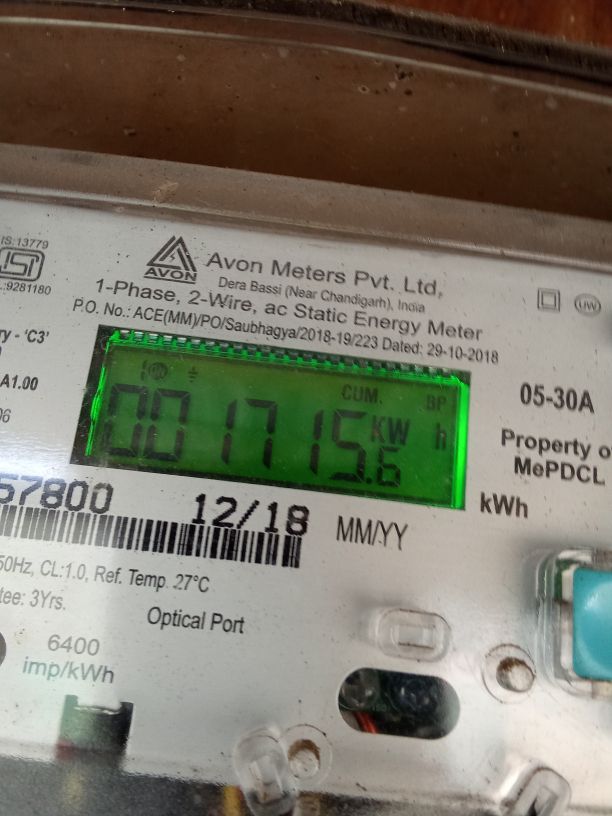 IS:13779
ISI
:9281180
AVON
Avon Meters Pvt. Ltd,
Dera Bassi (Near Chandigarh), India
1-Phase, 2-Wire, ac Static Energy Meter
P.O. No.: ACE(MM)/PO/Saubhagya/2018-19/223 Dated: 29-10-2018
UW
ry - 'C3'
A1.00
06
CUM. BP
001715.6 KW h
05-30A
Property o
MePDCL
kWh
57800 12/18 MM/YY
50Hz, CL:1.0, Ref. Temp 27°C
tee: 3Yrs.
Optical Port
6400
imp/kWh